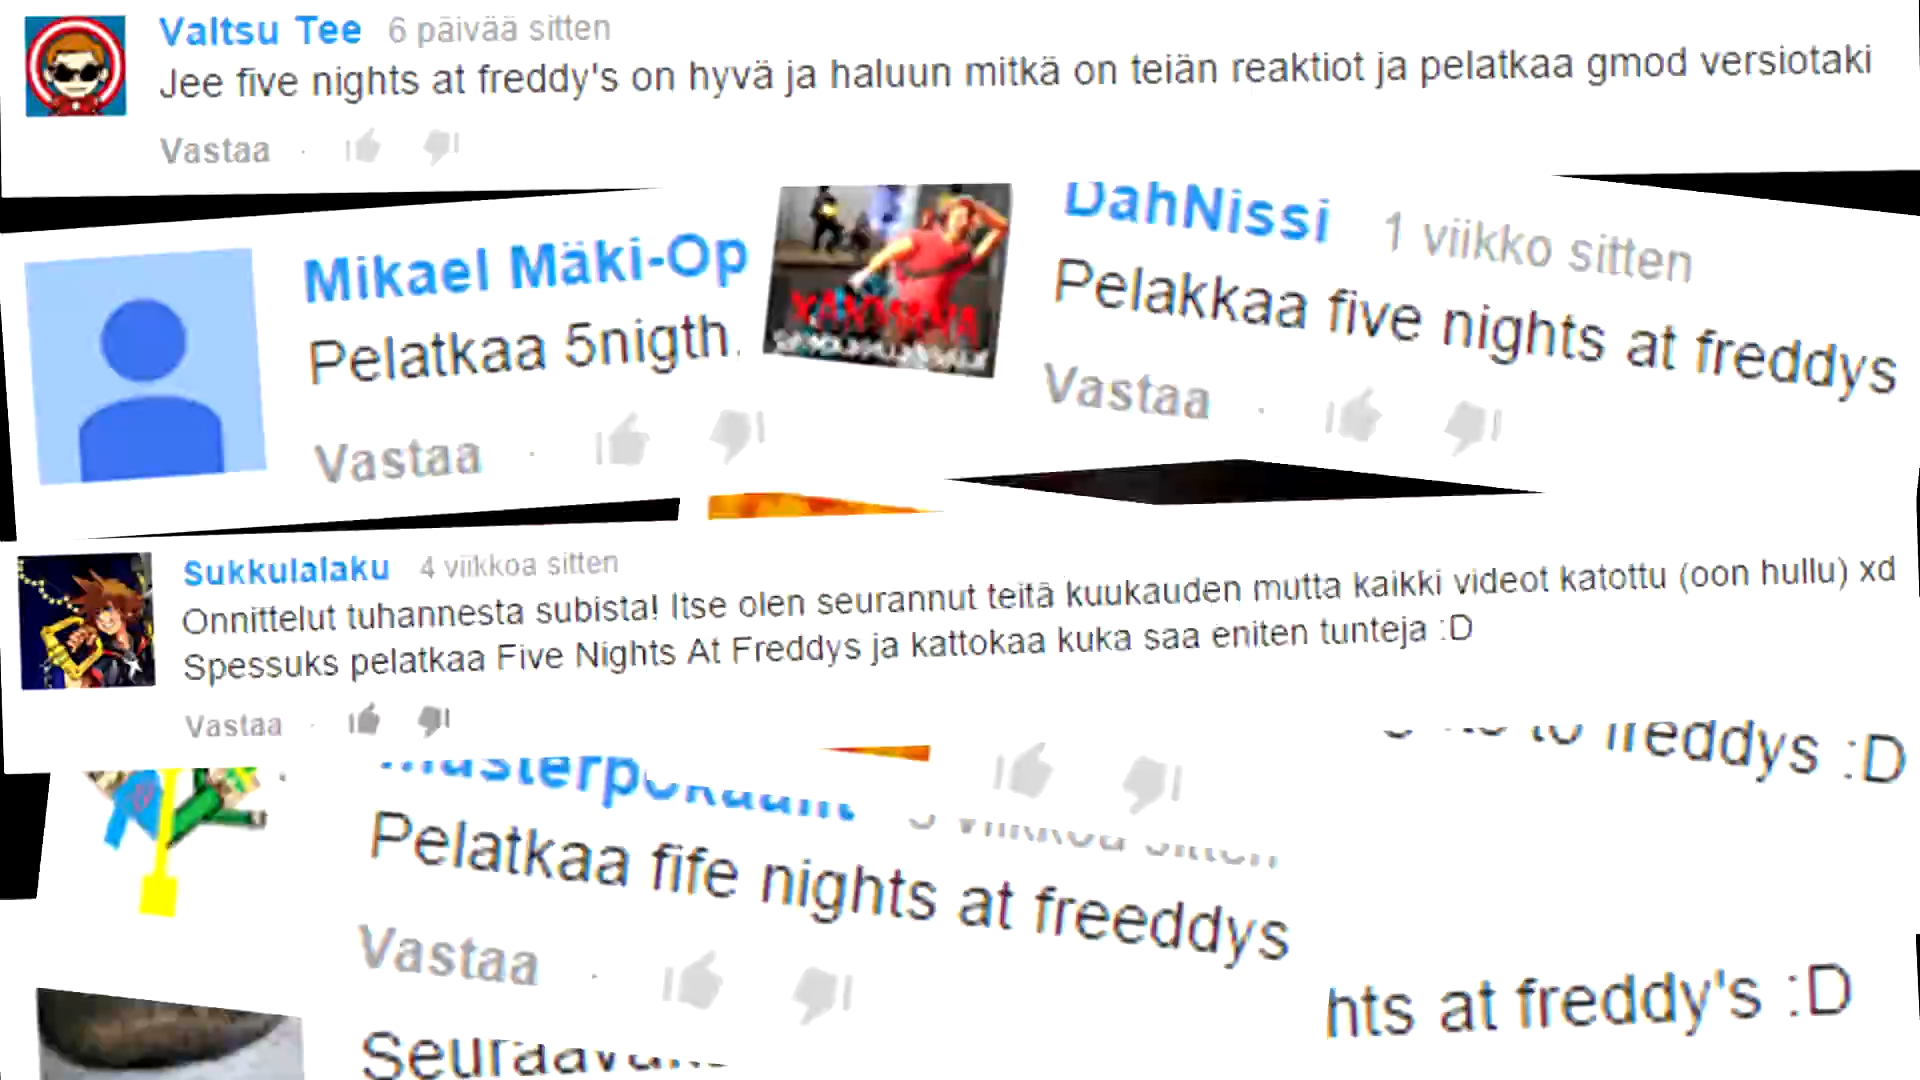 Valtsu Tee 6 päivää sitten
Jee five nights at freddy's on hyvä ja haluun mitkä on teiän reaktiot ja pelatkaa gmod versiotaki
Vastaa ·
Mikael Mäki-Op
Pelatkaa 5nigth.
Vastaa ·
DahNissi 1 viikko sitten
Pelakkaa five nights at freddys
Vastaa ·
Sukkulalaku 4 viikkoa sitten
Onnittelut tuhannesta subista! Itse olen seurannut teitä kuukauden mutta kaikki videot katottu (oon hullu) xd
Spessuks pelatkaa Five Nights At Freddys ja kattokaa kuka saa eniten tunteja :D
Vastaa ·
to freddys :D
viikkoa sitten
Pelatkaa fife nights at freeddys
Vastaa ·
hts at freddy's :D